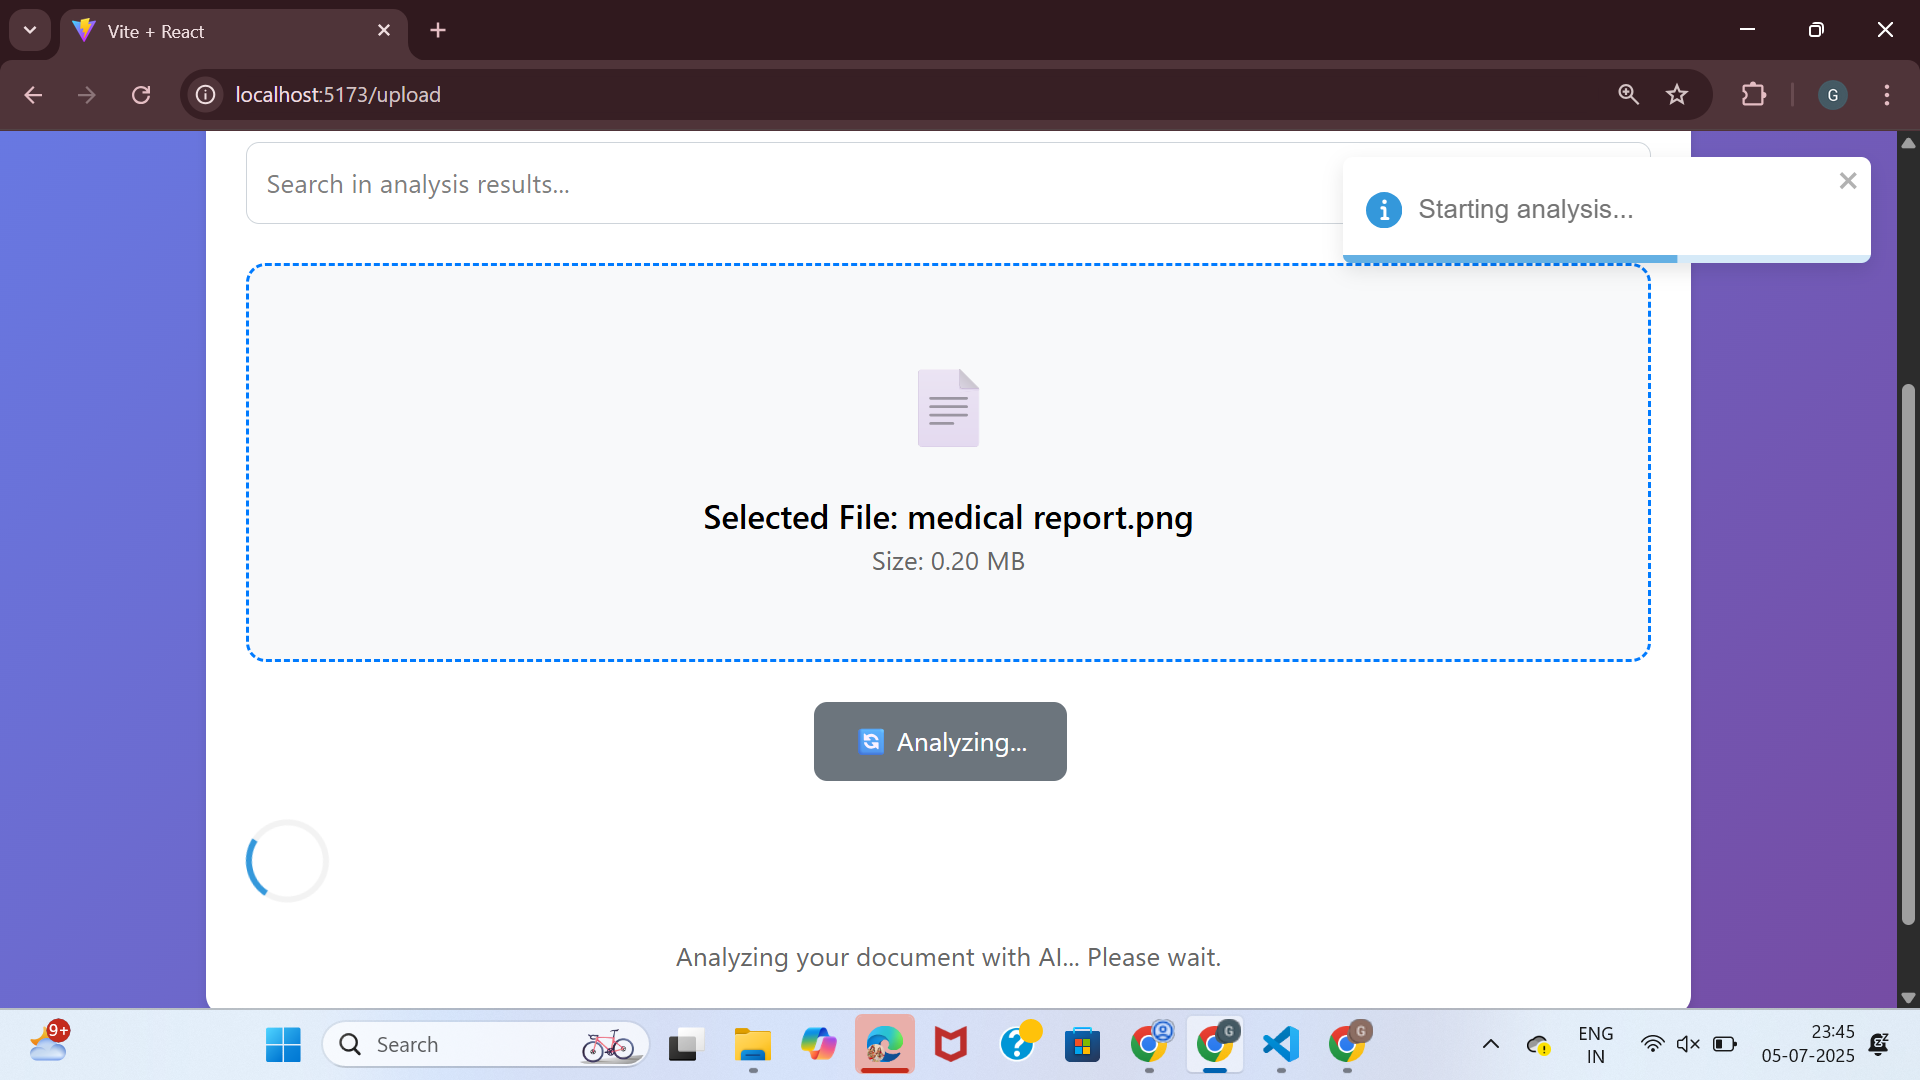 Vite + React
localhost:5173/upload
G
Search in analysis results...
Starting analysis...
Selected File: medical report.png
Size: 0.20 MB
Analyzing...
Analyzing your document with AI... Please wait.
9+
Search
G
G
ENG
IN
23:45
05-07-2025